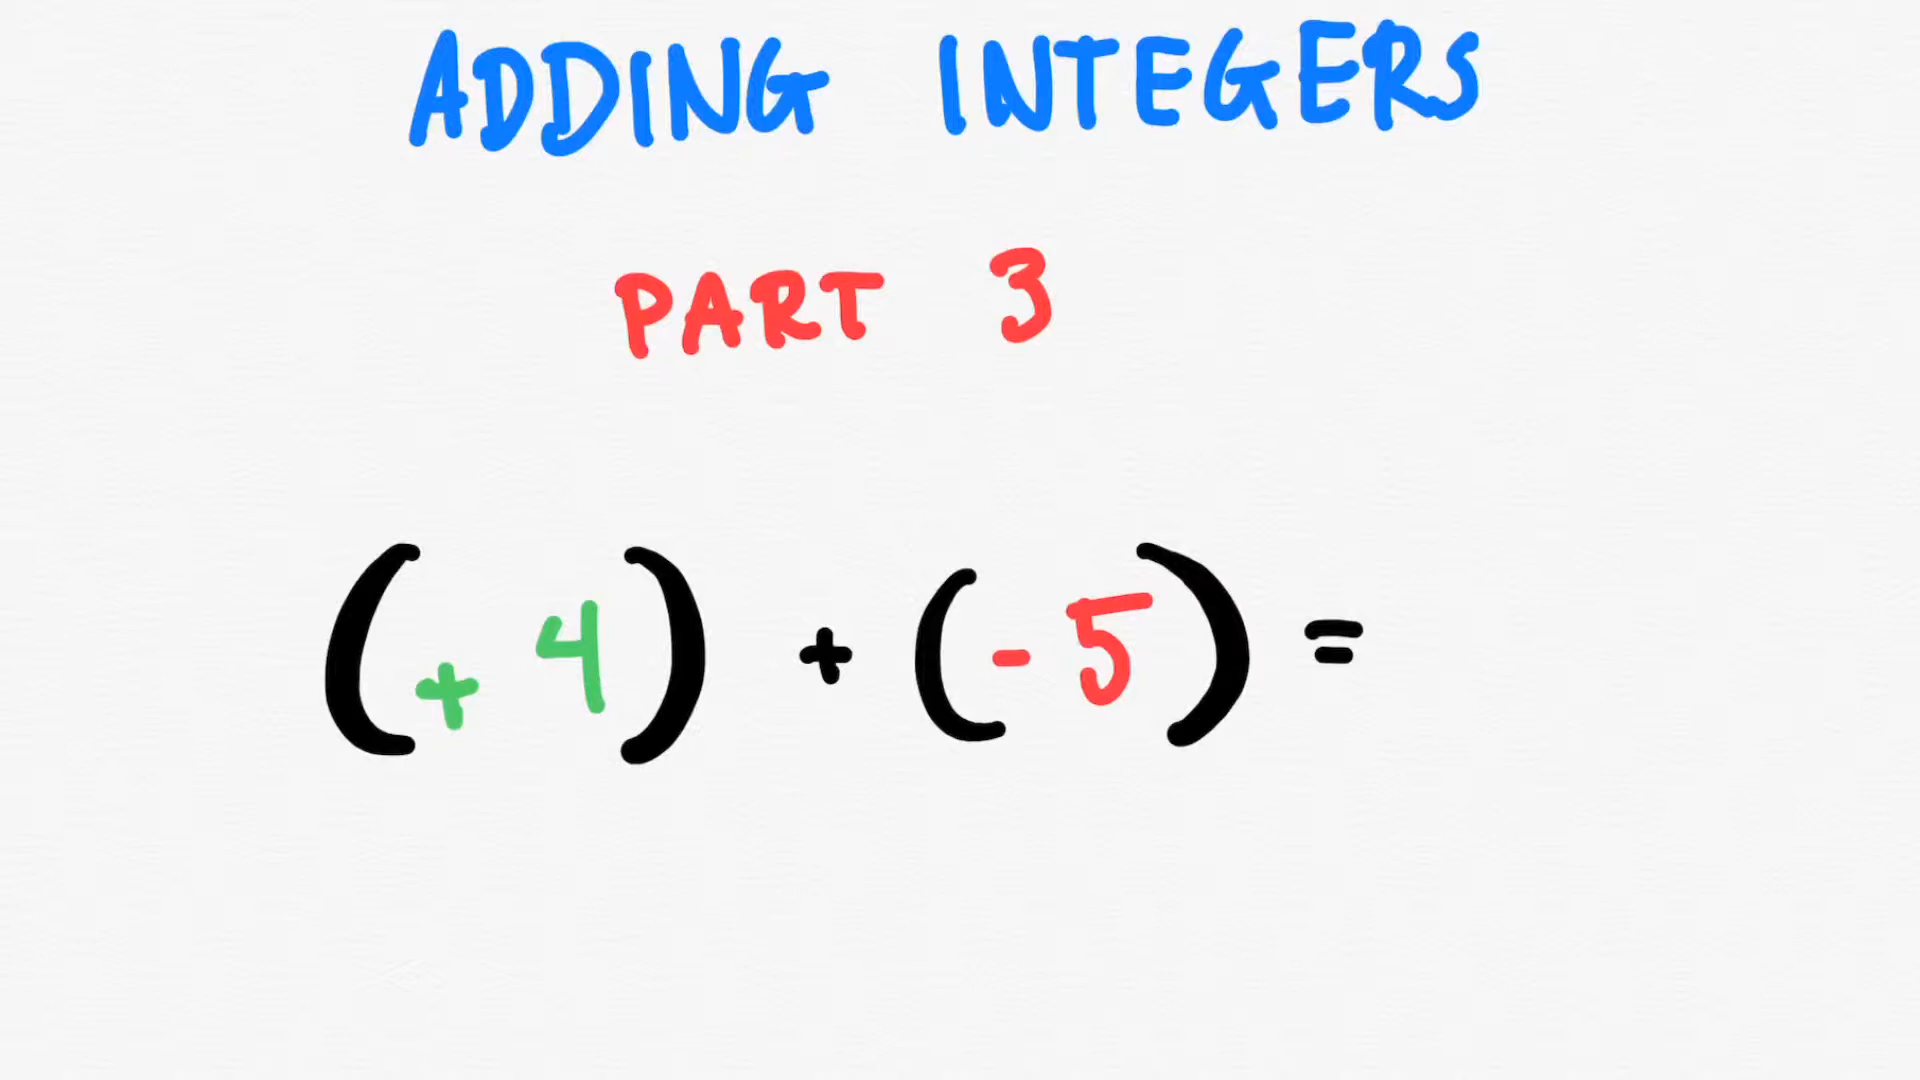 ADDING INTEGERS
PART 3
(+ 4) + (- 5) =